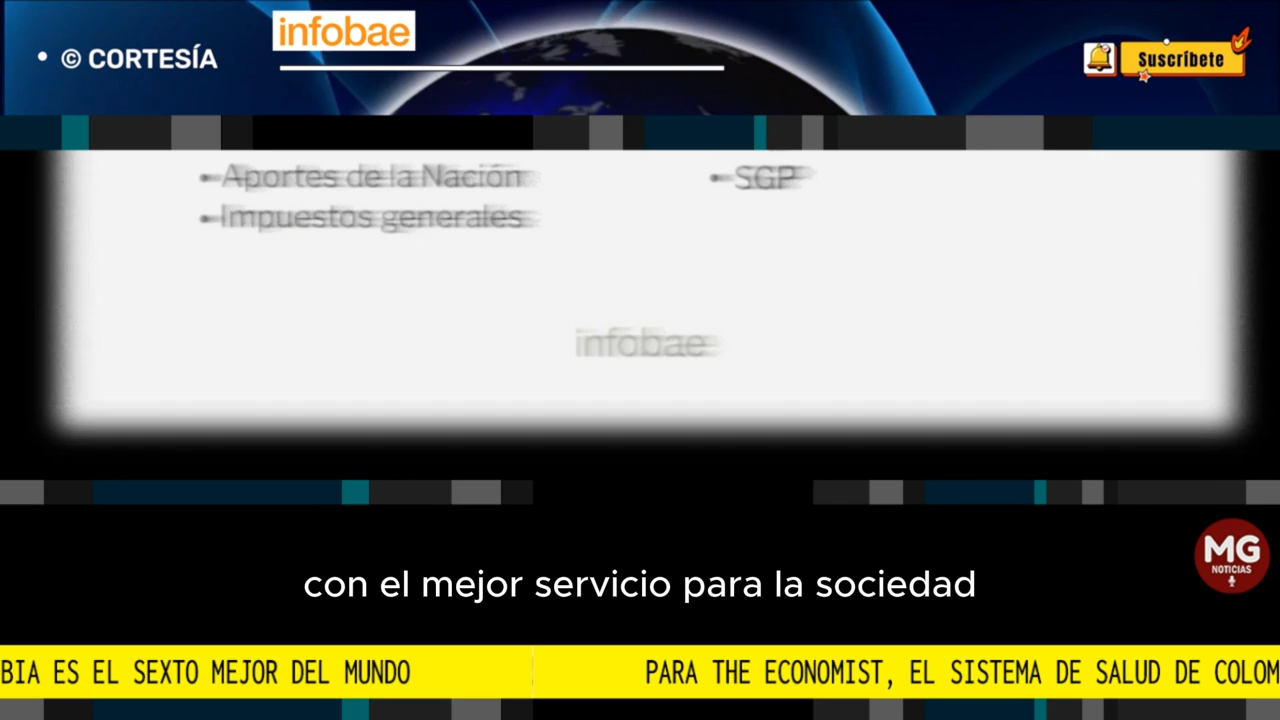 infobae
• © CORTESÍA
Suscríbete
• Aportes de la Nación
• SGP
• Impuestos generales
infobae
MG
NOTICIAS
con el mejor servicio para la sociedad
BIA ES EL SEXTO MEJOR DEL MUNDO
PARA THE ECONOMIST, EL SISTEMA DE SALUD DE COLOM